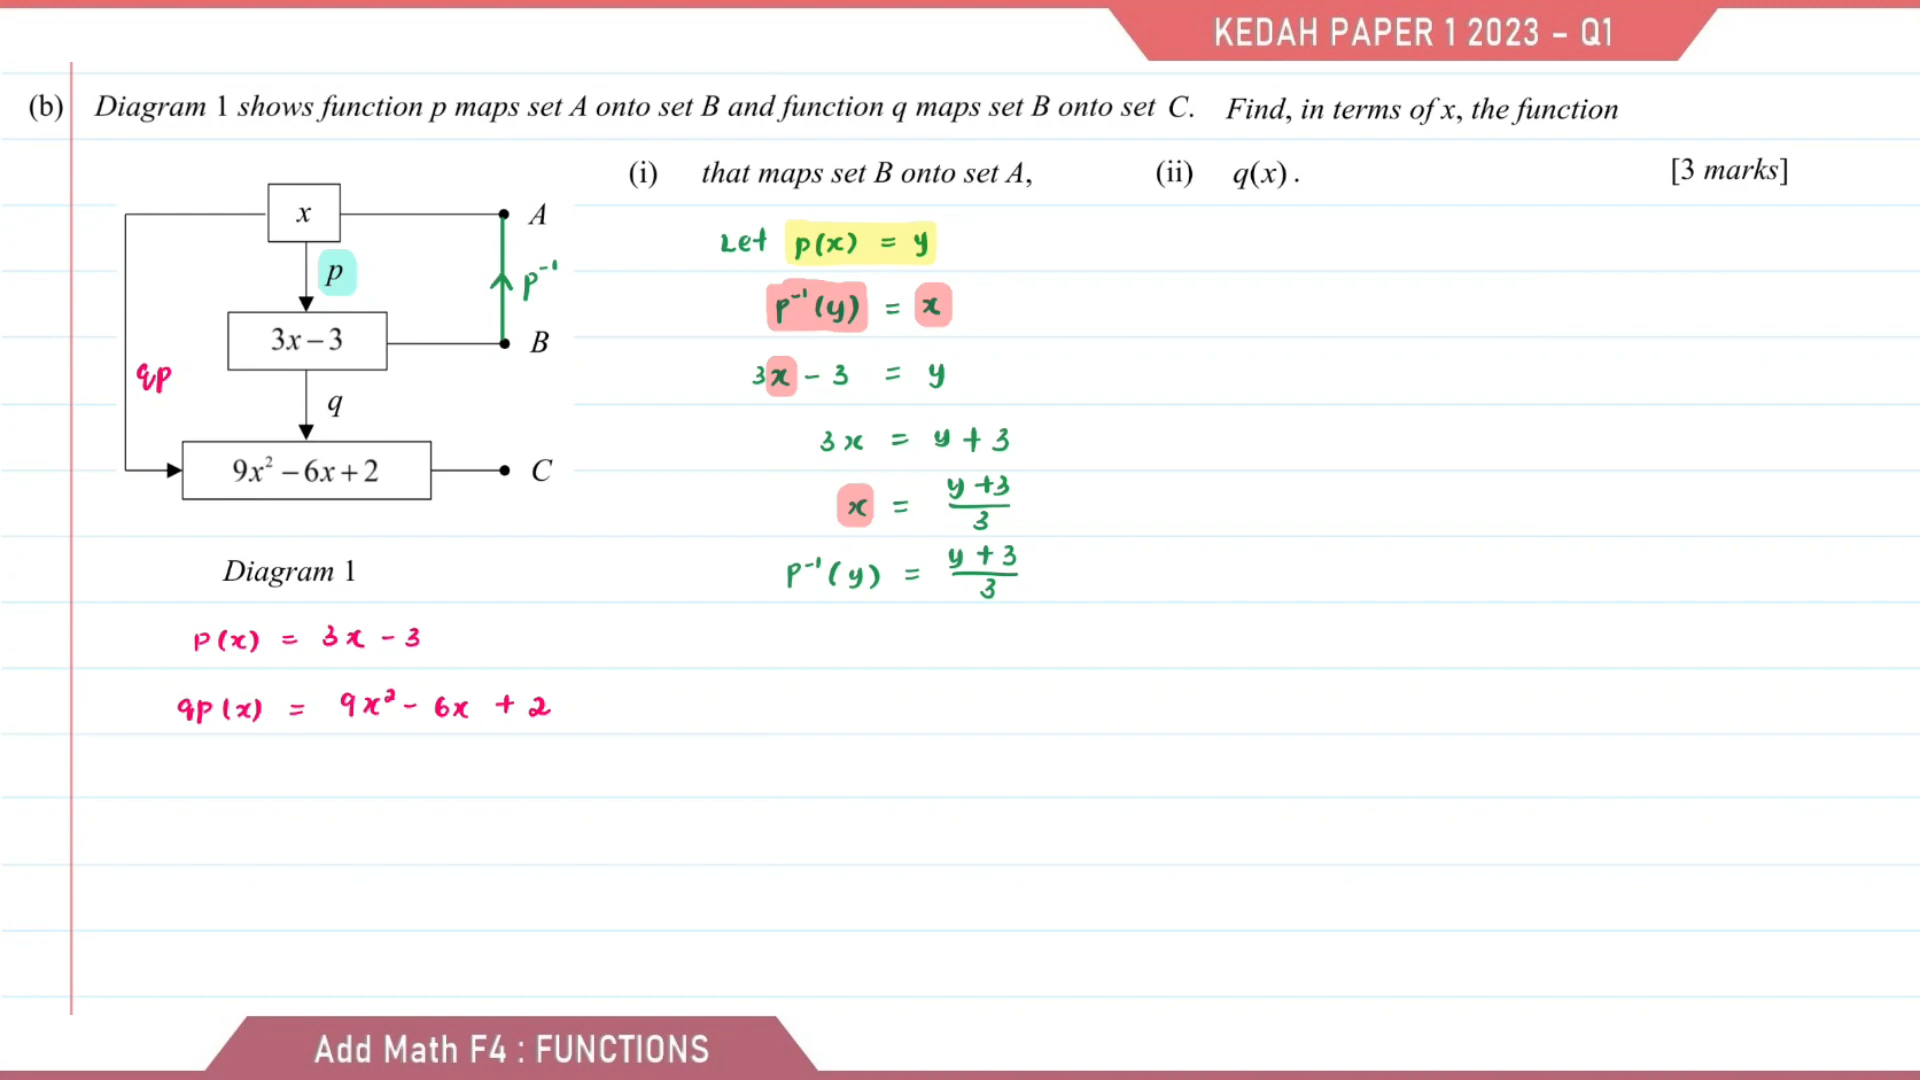 KEDAH PAPER 1 2023 – Q1
(b) Diagram 1 shows function p maps set A onto set B and function q maps set B onto set C. Find, in terms of x, the function
(i) that maps set B onto set A,
(ii) q(x).
[3 marks]
x
A
p
p⁻¹
3x – 3
B
qp
q
9x² – 6x + 2
C
Diagram 1
p(x) = 3x - 3
qp(x) = 9x² - 6x + 2
Let p(x) = y
p⁻¹(y) = x
3x - 3 = y
3x = y + 3
x = (y + 3)/3
p⁻¹(y) = (y + 3)/3
Add Math F4 : FUNCTIONS